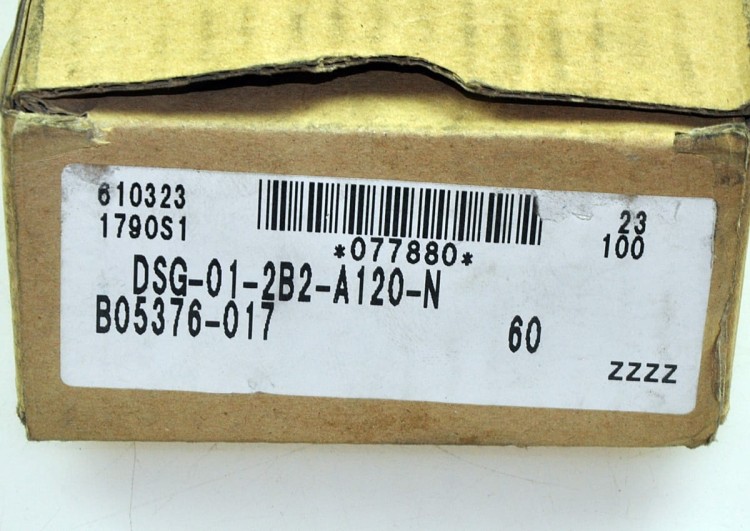 610323
1790S1
*077880*
23
100
DSG-01-2B2-A120-N
B05376-017
60
ZZZZ